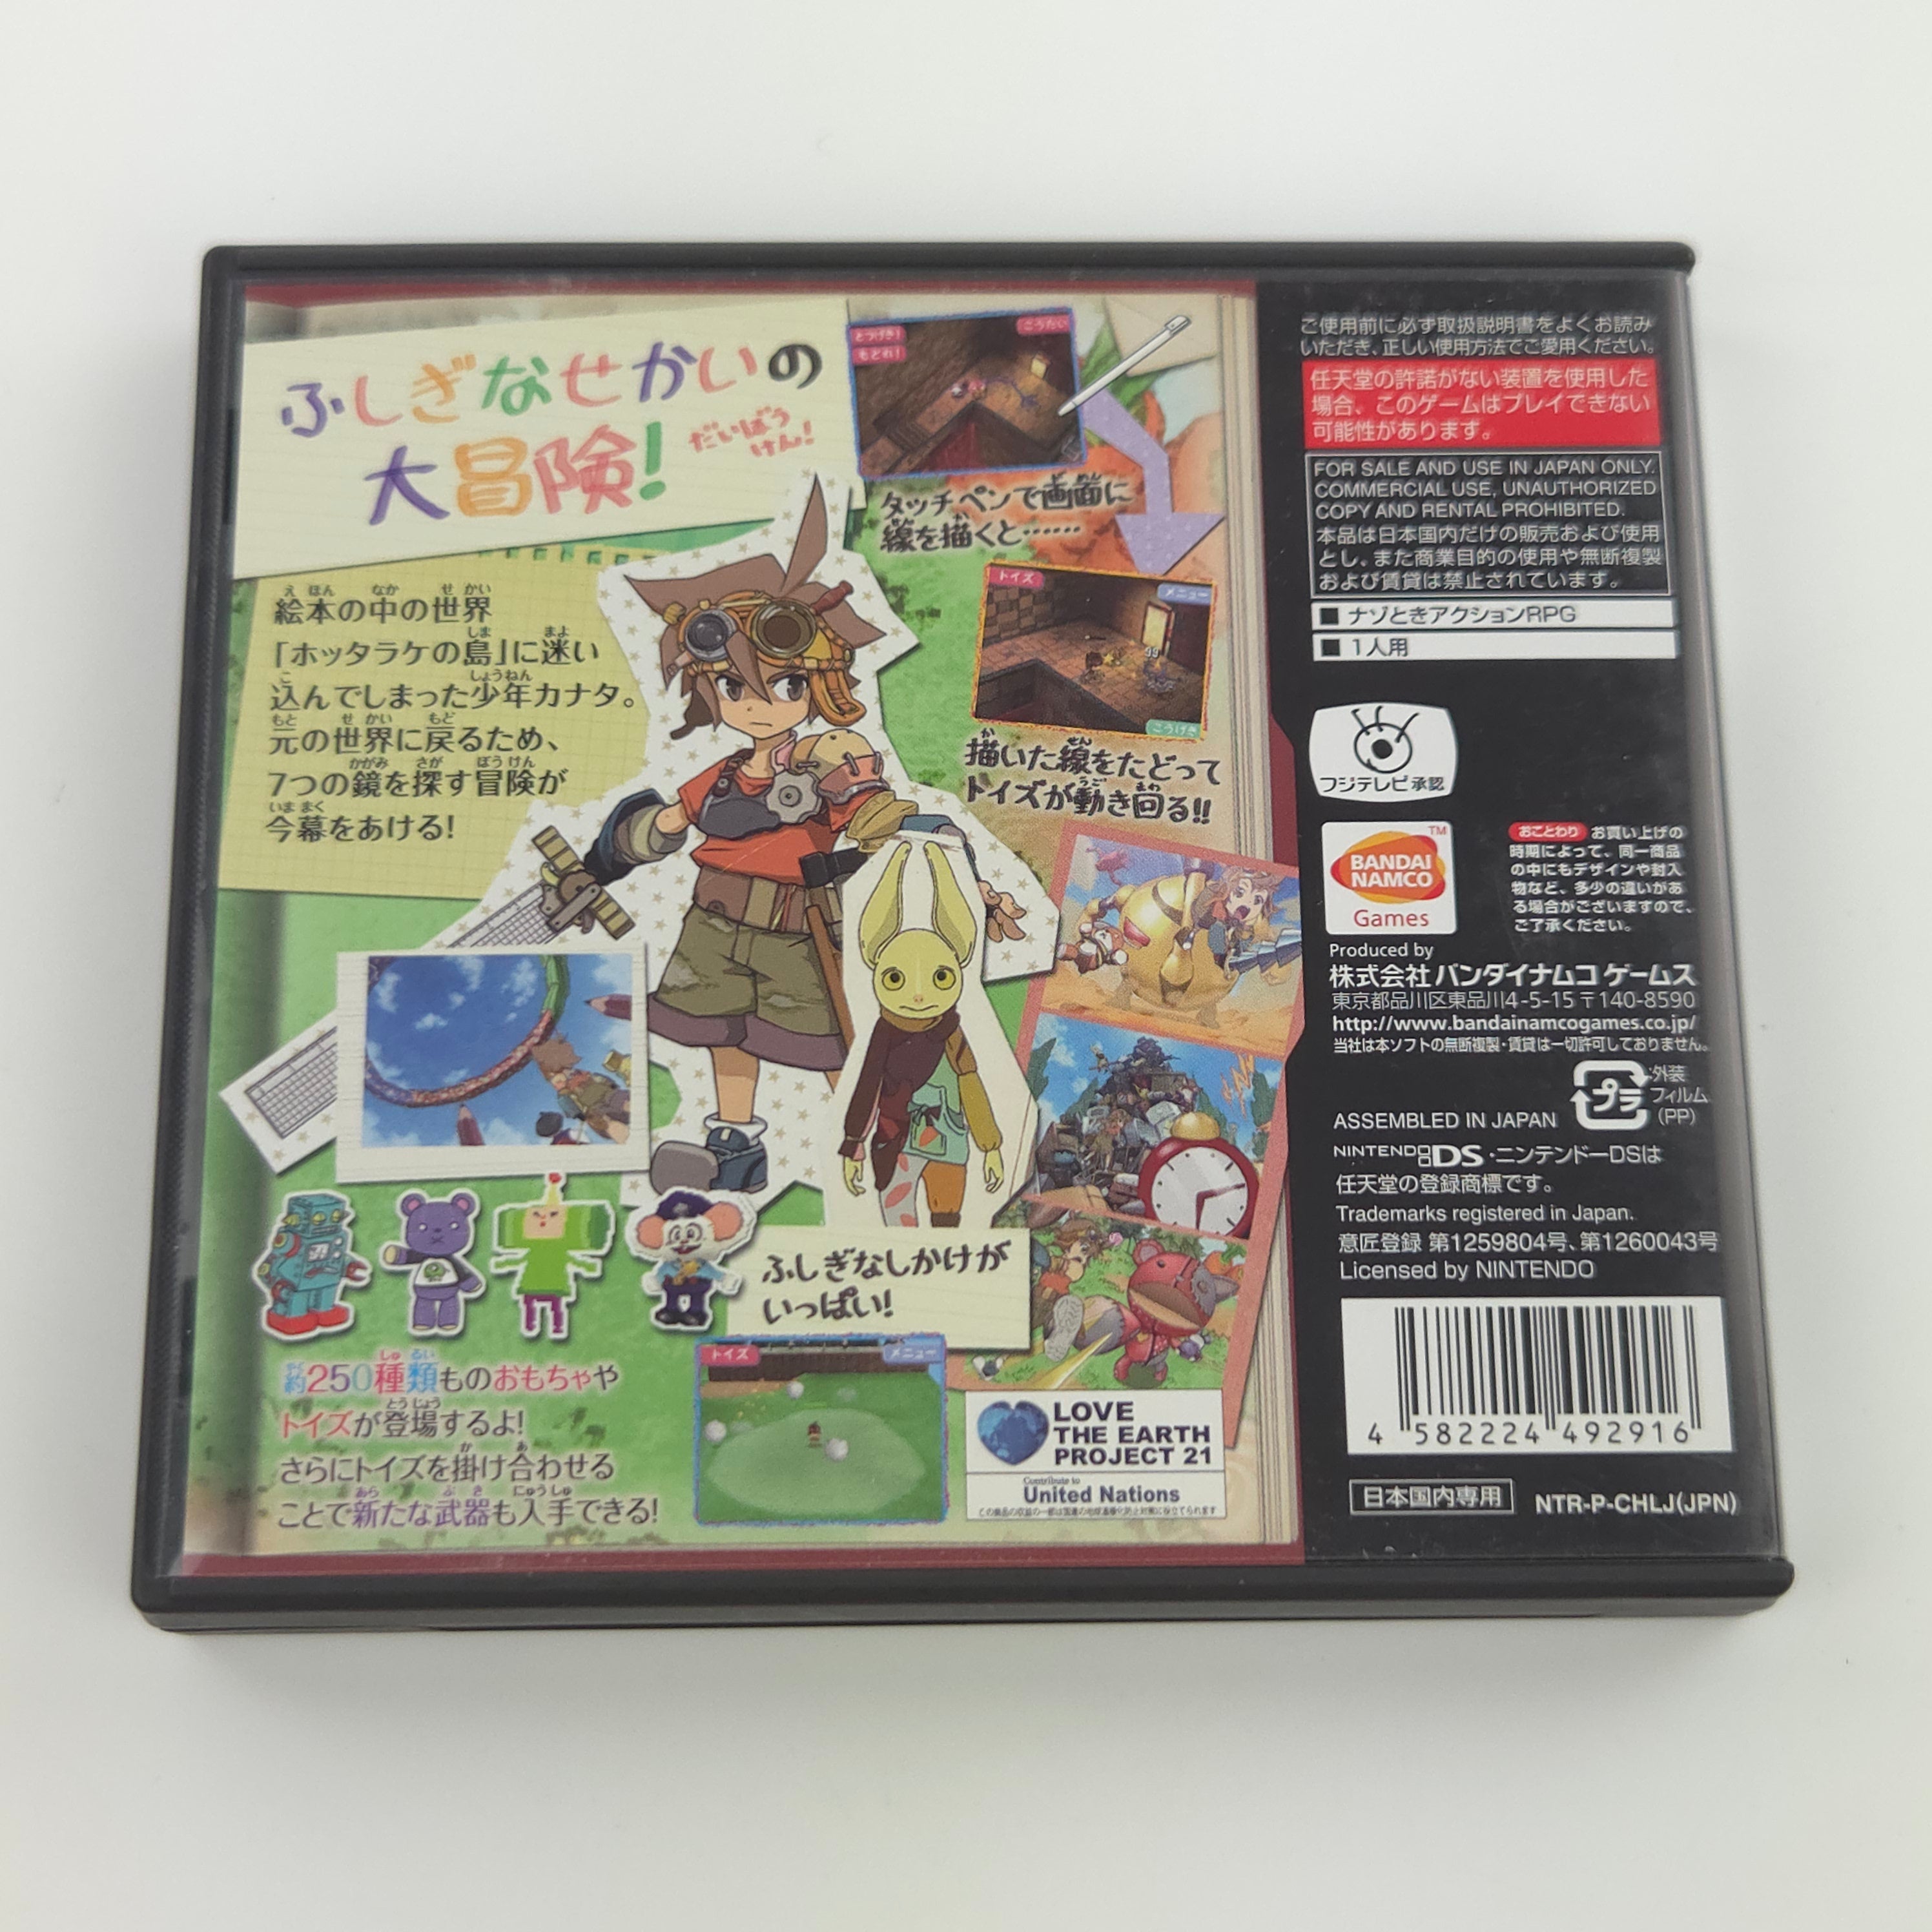 ふしぎなせかいの
大冒険!
だいぼう
けん!
絵本の中の世界
「ホッタラケの島」に迷い
込んでしまった少年カナタ。
元の世界に戻るため、
7つの鏡を探す冒険が
今幕をあける!
とつげき!
もどれ!
こうたい
タッチペンで画面に
線を描くと……
トイズ
メニュー
99
こうげき
描いた線をたどって
トイズが動き回る!!
ふしぎなしかけが
いっぱい!
約250種類ものおもちゃや
トイズが登場するよ!
さらにトイズを掛け合わせる
ことで新たな武器も入手できる!
トイズ
メニュー
LOVE
THE EARTH
PROJECT 21
Contribute to
United Nations
ご使用前に必ず取扱説明書をよくお読み
いただき、正しい使用方法でご愛用ください。
任天堂の許諾がない装置を使用した
場合、このゲームはプレイできない
可能性があります。
FOR SALE AND USE IN JAPAN ONLY.
COMMERCIAL USE, UNAUTHORIZED
COPY AND RENTAL PROHIBITED.
本品は日本国内だけの販売および使用
とし、また商業目的の使用や無断複製
および賃貸は禁止されています。
■ ナゾときアクションRPG
■ 1人用
フジテレビ承認
BANDAI
NAMCO
Games
TM
おことわり お買い上げの
時期によって、同一商品
の中にもデザインや封入
物など、多少の違いがあ
る場合がございますので、
ご了承ください。
Produced by
株式会社 バンダイナムコ ゲームス
東京都品川区東品川4-5-15 〒140-8590
http://www.bandainamcogames.co.jp/
当社は本ソフトの無断複製・賃貸は一切許可しておりません。
プラ
:外装
フィルム
(PP)
ASSEMBLED IN JAPAN
NINTENDO DS・ニンテンドーDSは
任天堂の登録商標です。
Trademarks registered in Japan.
意匠登録 第1259804号、第1260043号
Licensed by NINTENDO
4 582224 492916
日本国内専用
NTR-P-CHLJ(JPN)